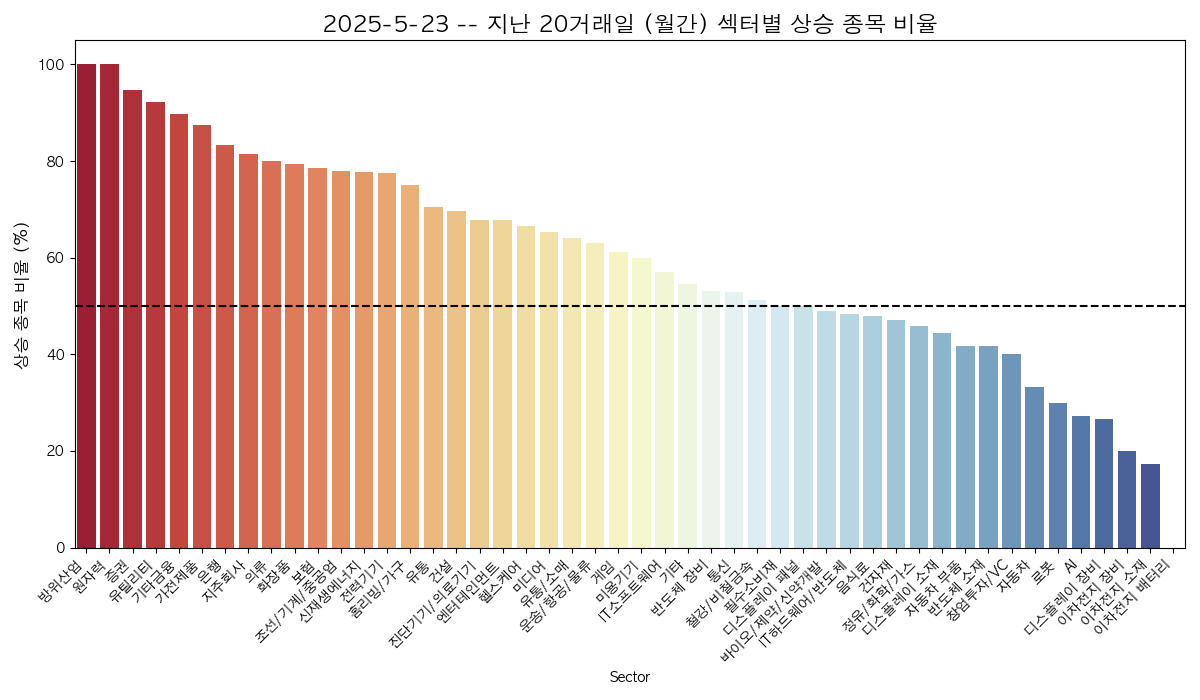 2025-5-23 -- 지난 20거래일 (월간) 섹터별 상승 종목 비율
상승 종목 비율 (%)
100
80
60
40
20
0
방위산업
원자력
증권
유틸리티
기타금융
가전제품
은행
지주회사
의류
화장품
보험
조선/기계/중공업
신재생에너지
전력기기
홈리빙/가구
유통
건설
진단기기/의료기기
엔터테인먼트
헬스케어
미디어
유통/소매
운송/항공/물류
게임
미용기기
IT소프트웨어
기타
반도체 장비
통신
철강/비철금속
필수소비재
디스플레이 패널
바이오/제약/신약개발
IT하드웨어/반도체
음식료
건자재
정유/화학/가스
디스플레이 소재
자동차 부품
반도체 소재
창업투자/VC
자동차
로봇
AI
디스플레이 장비
이차전지 장비
이차전지 소재
이차전지 배터리
Sector